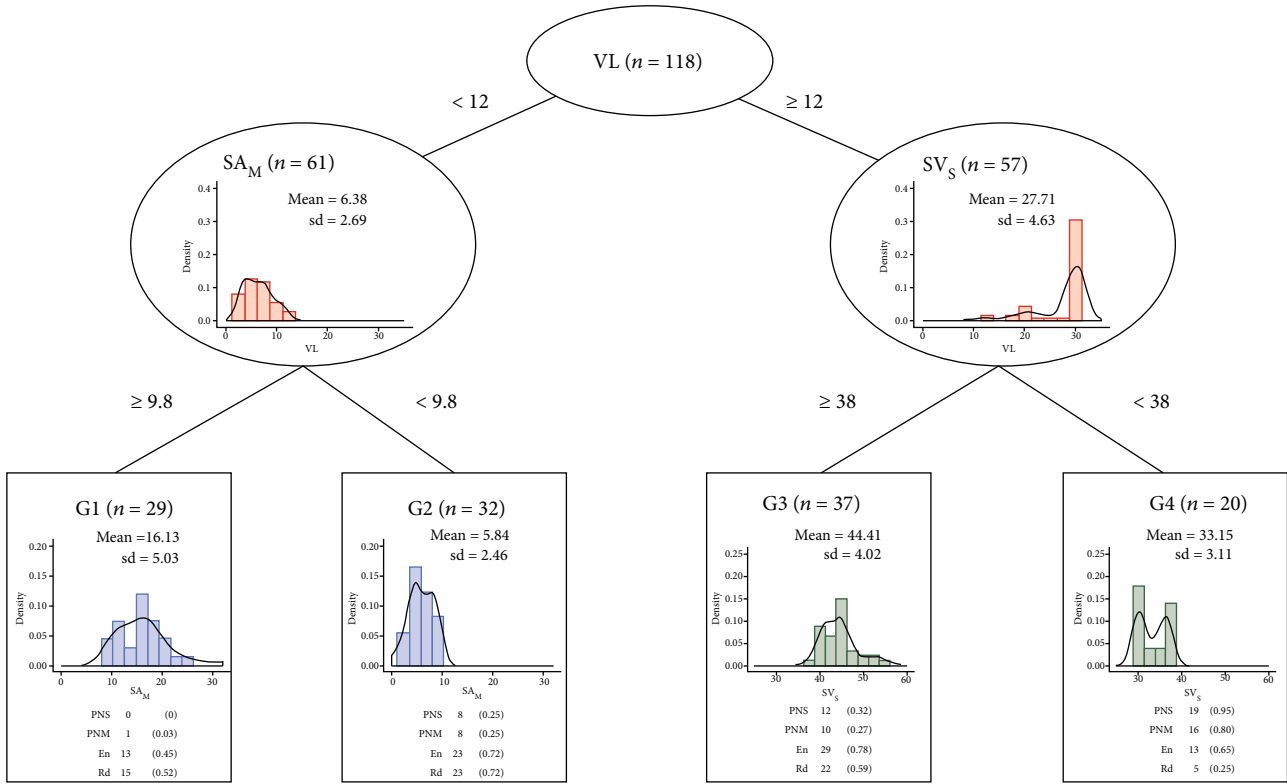 VL (n = 118)
< 12
≥ 12
SA_M (n = 61)
Mean = 6.38
sd = 2.69
Density
0.4
0.3
0.2
0.1
0.0
0 10 30
VL
SV_S (n = 57)
Mean = 27.71
sd = 4.63
Density
0.4
0.3
0.2
0.1
0.0
0 10 20 30
VL
≥ 9.8
< 9.8
≥ 38
< 38
G1 (n = 29)
Mean =16.13
sd = 5.03
Density
0.20
0.15
0.10
0.05
0.00
0 10 20 30
SA_M
PNS 0 (0)
PNM 1 (0.03)
En 13 (0.45)
Rd 15 (0.52)
G2 (n = 32)
Mean = 5.84
sd = 2.46
Density
0.20
0.15
0.10
0.05
0.00
0 10 20 30
SA_M
PNS 8 (0.25)
PNM 8 (0.25)
En 23 (0.72)
Rd 23 (0.72)
G3 (n = 37)
Mean = 44.41
sd = 4.02
Density
0.25
0.20
0.15
0.10
0.05
0.00
30 40 50 60
SV_S
PNS 12 (0.32)
PNM 10 (0.27)
En 29 (0.78)
Rd 22 (0.59)
G4 (n = 20)
Mean = 33.15
sd = 3.11
Density
0.25
0.20
0.15
0.10
0.05
0.00
30 40 50 60
SV_S
PNS 19 (0.95)
PNM 16 (0.80)
En 13 (0.65)
Rd 5 (0.25)